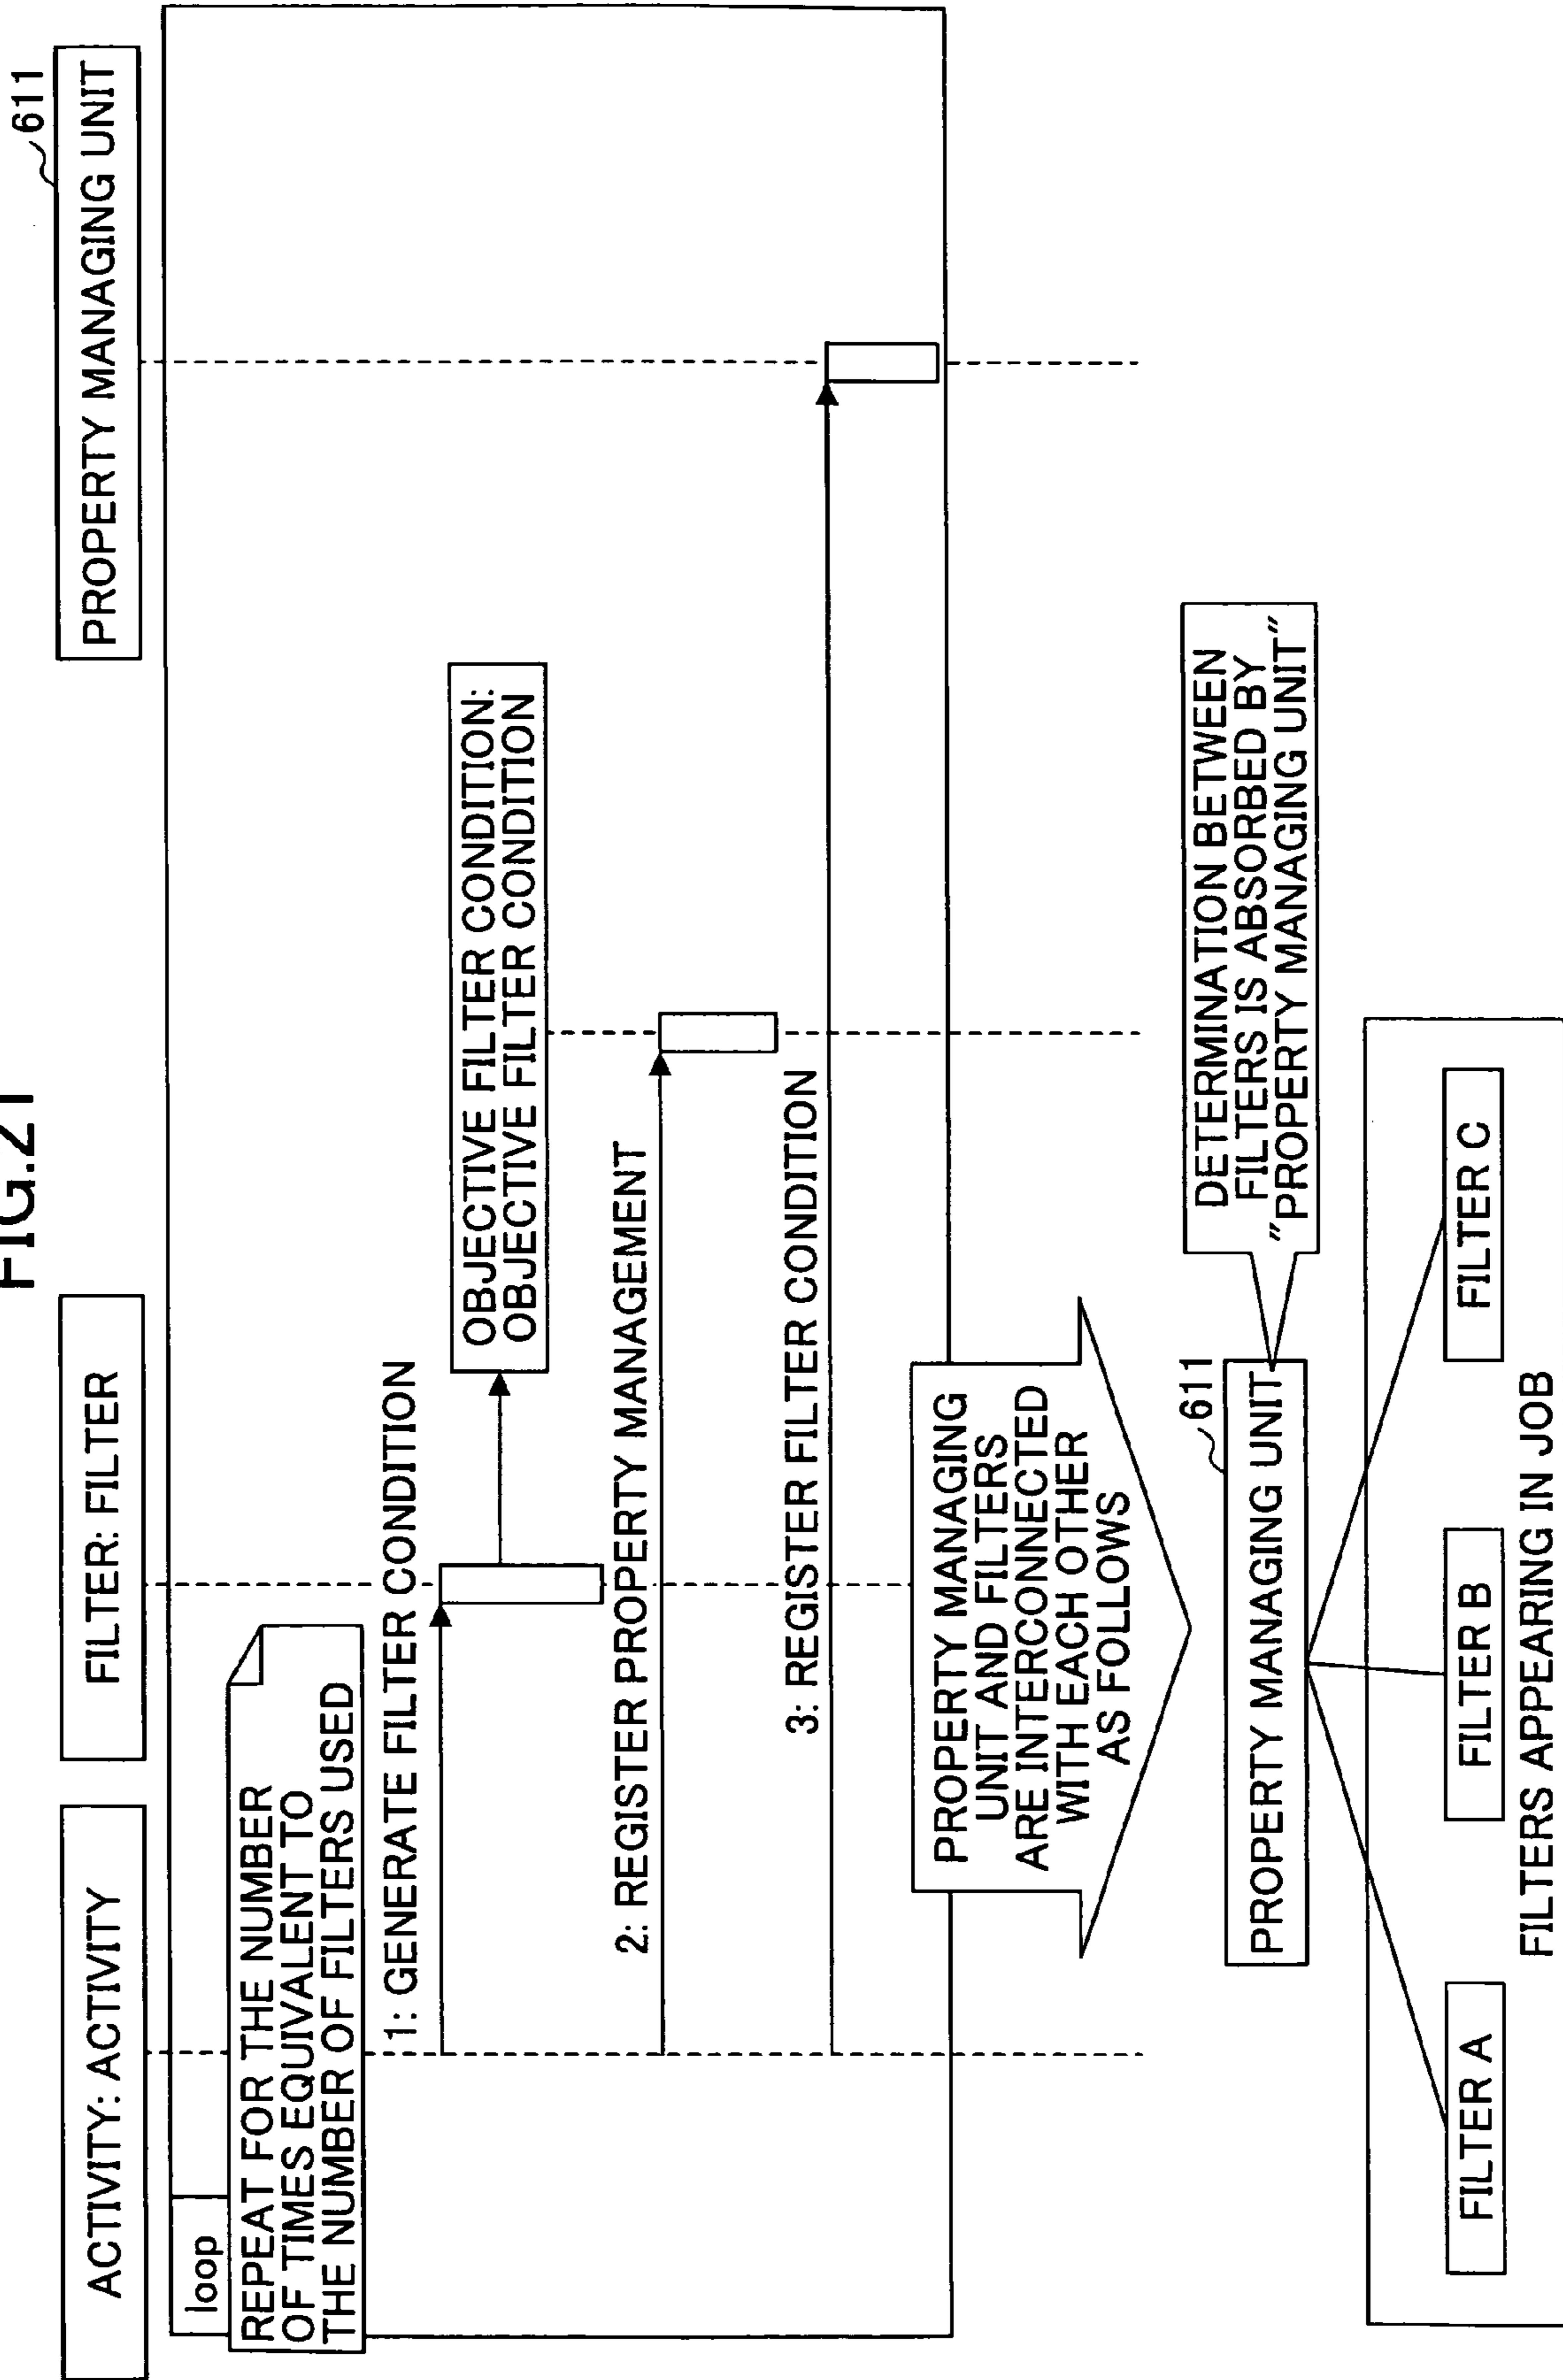 FIG.21
ACTIVITY: ACTIVITY
FILTER: FILTER
PROPERTY MANAGING UNIT
611
loop
REPEAT FOR THE NUMBER
OF TIMES EQUIVALENT TO
THE NUMBER OF FILTERS USED
1: GENERATE FILTER CONDITION
OBJECTIVE FILTER CONDITION:
OBJECTIVE FILTER CONDITION
2: REGISTER PROPERTY MANAGEMENT
3: REGISTER FILTER CONDITION
PROPERTY MANAGING
UNIT AND FILTERS
ARE INTERCONNECTED
WITH EACH OTHER
AS FOLLOWS
611
PROPERTY MANAGING UNIT
DETERMINATION BETWEEN
FILTERS IS ABSORBED BY
"PROPERTY MANAGING UNIT"
FILTER A
FILTER B
FILTER C
FILTERS APPEARING IN JOB